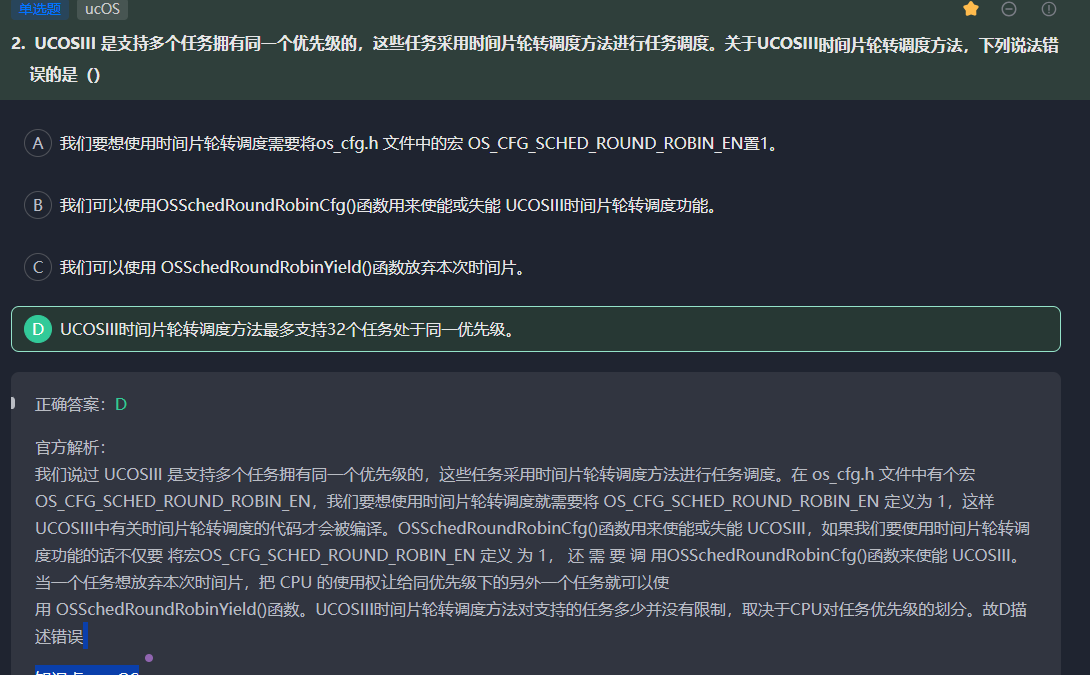 单选题 ucOS
2. UCOSIII 是支持多个任务拥有同一个优先级的，这些任务采用时间片轮转调度方法进行任务调度。关于UCOSIII时间片轮转调度方法，下列说法错
误的是（）
A 我们要想使用时间片轮转调度需要将os_cfg.h 文件中的宏 OS_CFG_SCHED_ROUND_ROBIN_EN置1。
B 我们可以使用OSSchedRoundRobinCfg()函数用来使能或失能 UCOSIII时间片轮转调度功能。
C 我们可以使用 OSSchedRoundRobinYield()函数放弃本次时间片。
D UCOSIII时间片轮转调度方法最多支持32个任务处于同一优先级。
正确答案：D
官方解析：
我们说过 UCOSIII 是支持多个任务拥有同一个优先级的，这些任务采用时间片轮转调度方法进行任务调度。在 os_cfg.h 文件中有个宏
OS_CFG_SCHED_ROUND_ROBIN_EN，我们要想使用时间片轮转调度就需要将 OS_CFG_SCHED_ROUND_ROBIN_EN 定义为 1，这样
UCOSIII中有关时间片轮转调度的代码才会被编译。OSSchedRoundRobinCfg()函数用来使能或失能 UCOSIII，如果我们要使用时间片轮转调
度功能的话不仅要 将宏OS_CFG_SCHED_ROUND_ROBIN_EN 定义 为 1， 还 需 要 调 用OSSchedRoundRobinCfg()函数来使能 UCOSIII。
当一个任务想放弃本次时间片，把 CPU 的使用权让给同优先级下的另外一个任务就可以使
用 OSSchedRoundRobinYield()函数。UCOSIII时间片轮转调度方法对支持的任务多少并没有限制，取决于CPU对任务优先级的划分。故D描
述错误